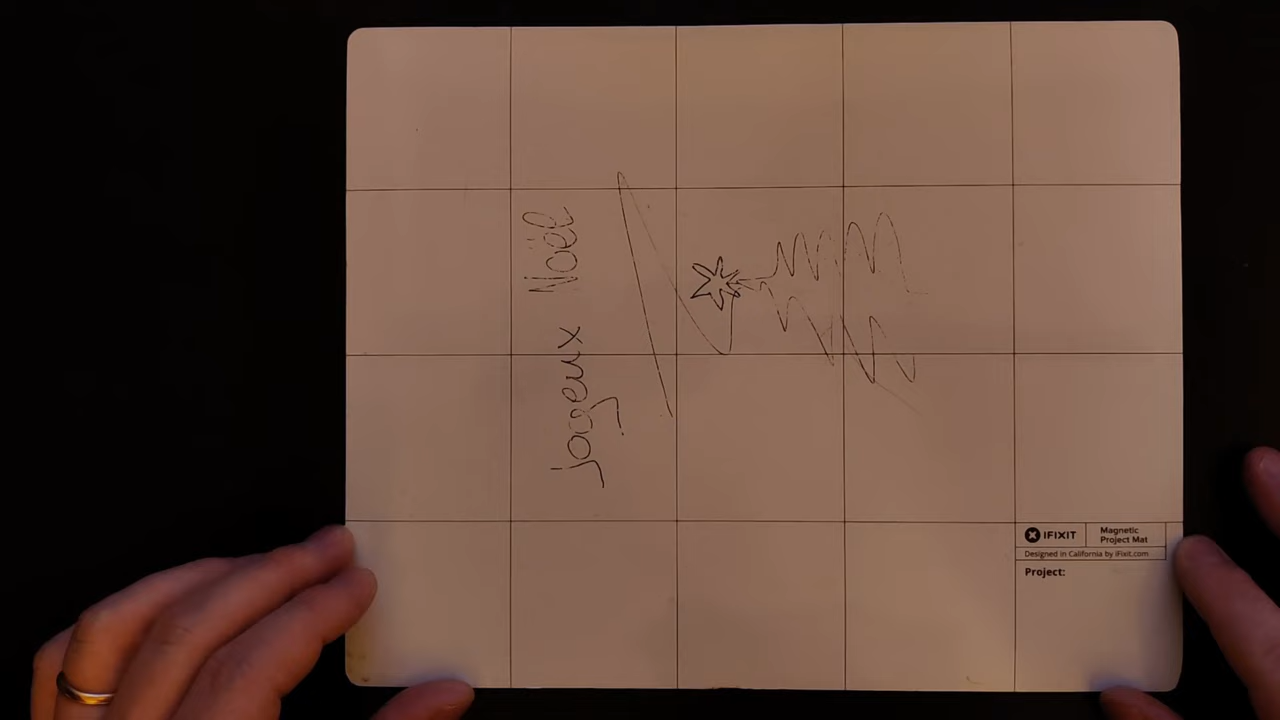 Joyeux Noël
iFIXIT
Magnetic
Project Mat
Designed in California by iFixit.com
Project: